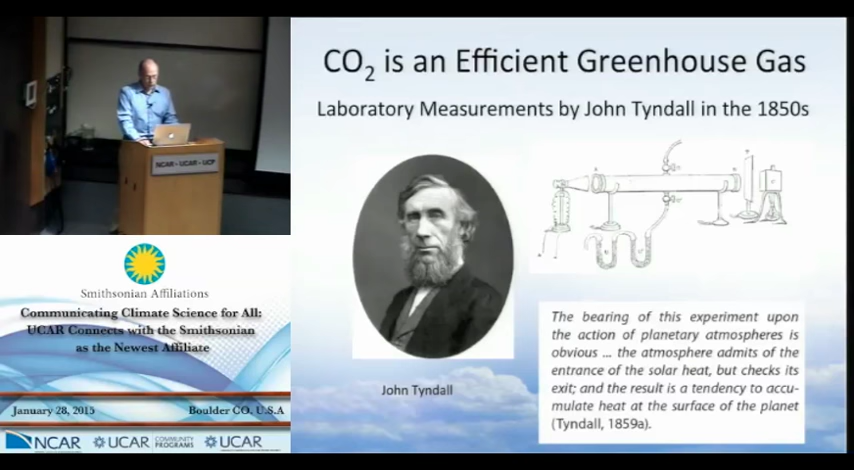 NCAR • UCAR • UCP
Smithsonian Affiliations
Communicating Climate Science for All:
UCAR Connects with the Smithsonian
as the Newest Affiliate
January 28, 2015
Boulder CO. U.S.A
NCAR
UCAR
COMMUNITY
PROGRAMS
UCAR
CO₂ is an Efficient Greenhouse Gas
Laboratory Measurements by John Tyndall in the 1850s
John Tyndall
The bearing of this experiment upon
the action of planetary atmospheres is
obvious ... the atmosphere admits of the
entrance of the solar heat, but checks its
exit; and the result is a tendency to accu-
mulate heat at the surface of the planet
(Tyndall, 1859a).